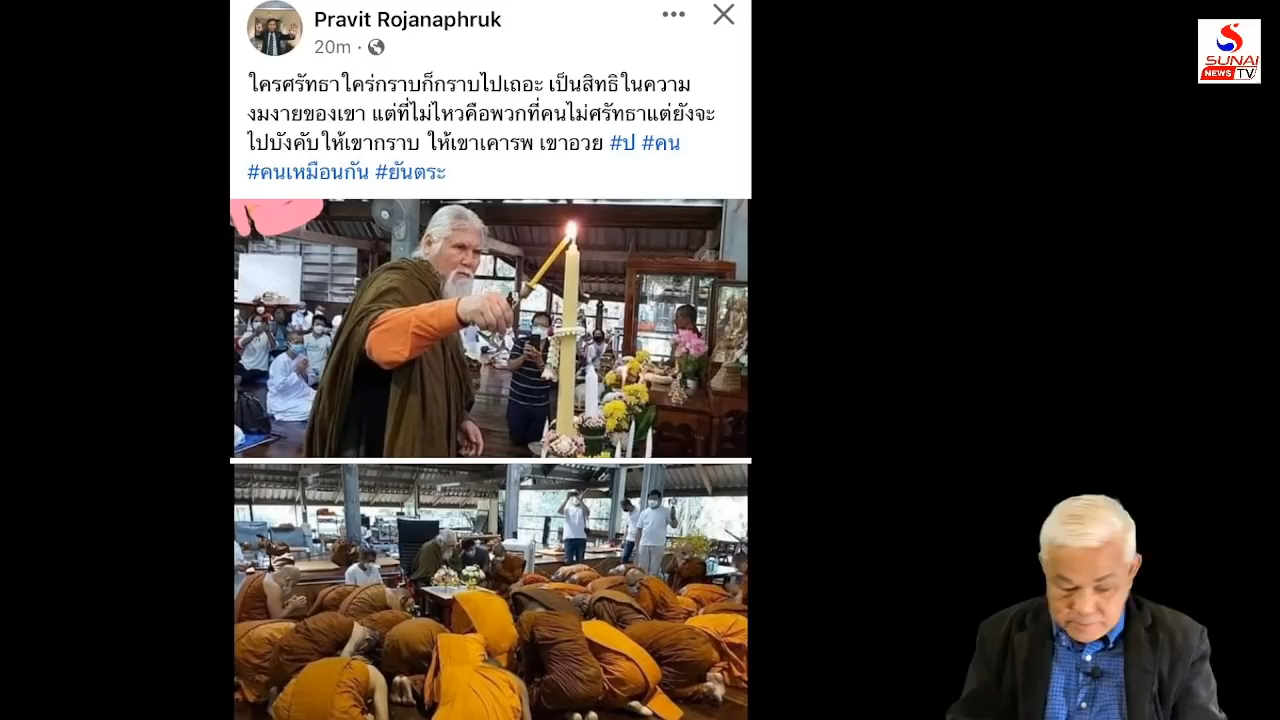 Pravit Rojanaphruk
20m
ใครศรัทธาใคร่กราบก็กราบไปเถอะ เป็นสิทธิในความ
งมงายของเขา แต่ที่ไม่ไหวคือพวกที่คนไม่ศรัทธาแต่ยังจะ
ไปบังคับให้เขากราบ ให้เขาเคารพ เขาอวย #ป #คน
#คนเหมือนกัน #ยันตระ
SUNAI
NEWS TV